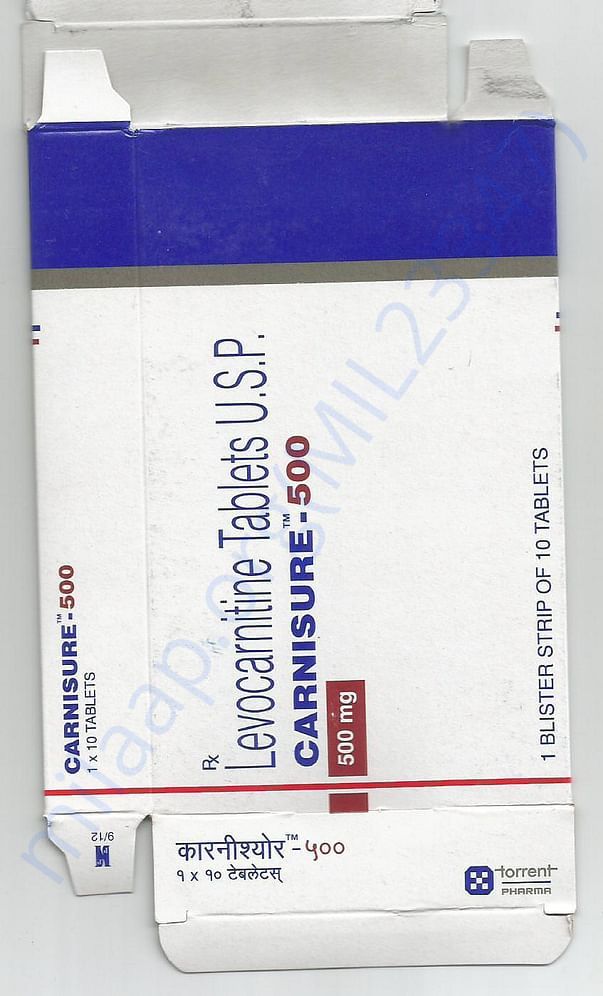 CARNISURE™-500
1 x 10 TABLETS
Rx
Levocarnitine Tablets U.S.P.
CARNISURE™-500
500 mg
1 BLISTER STRIP OF 10 TABLETS
9/12
कारनीश्योर™-५००
१ x १० टेबलेटस्
torrent
PHARMA